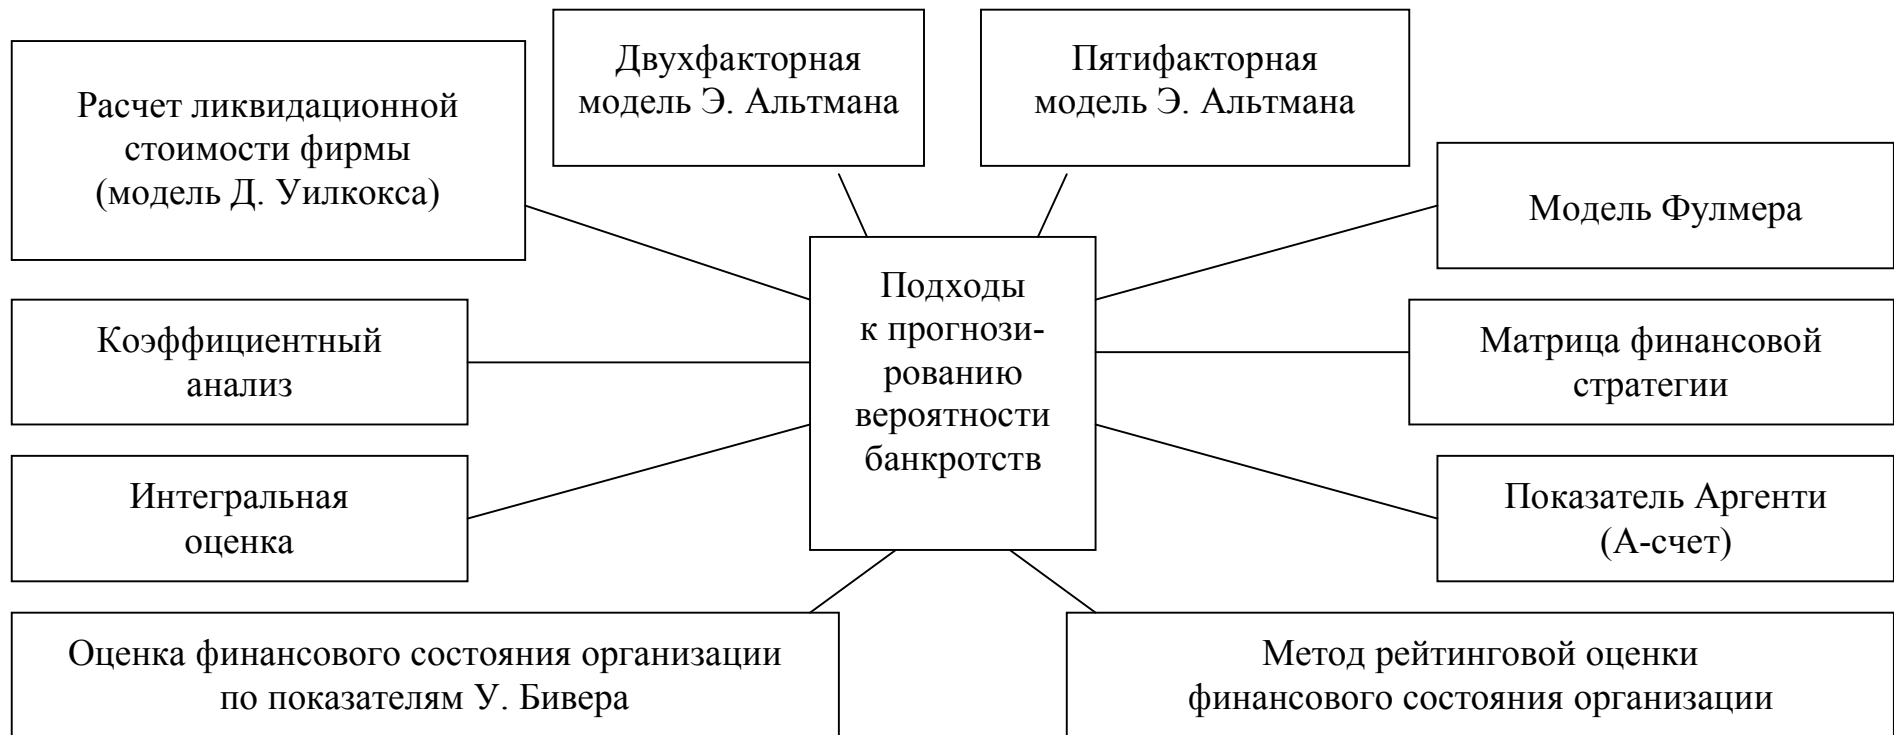 Двухфакторная
модель Э. Альтмана
Пятифакторная
модель Э. Альтмана
Расчет ликвидационной
стоимости фирмы
(модель Д. Уилкокса)
Модель Фулмера
Подходы
к прогнози-
рованию
вероятности
банкротств
Коэффициентный
анализ
Матрица финансовой
стратегии
Интегральная
оценка
Показатель Аргенти
(А-счет)
Оценка финансового состояния организации
по показателям У. Бивера
Метод рейтинговой оценки
финансового состояния организации